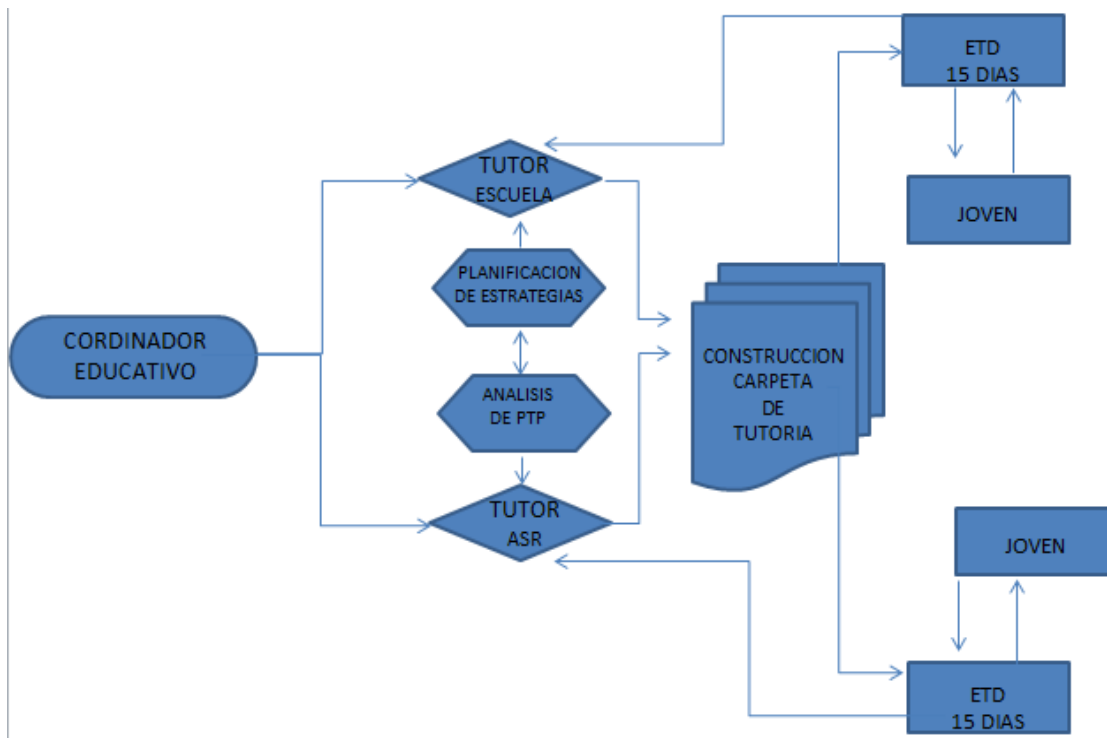 ETD
15 DIAS
JOVEN
TUTOR
ESCUELA
PLANIFICACION
DE ESTRATEGIAS
CORDINADOR
EDUCATIVO
ANALISIS
DE PTP
CONSTRUCCION
CARPETA
DE
TUTORIA
TUTOR
ASR
JOVEN
ETD
15 DIAS